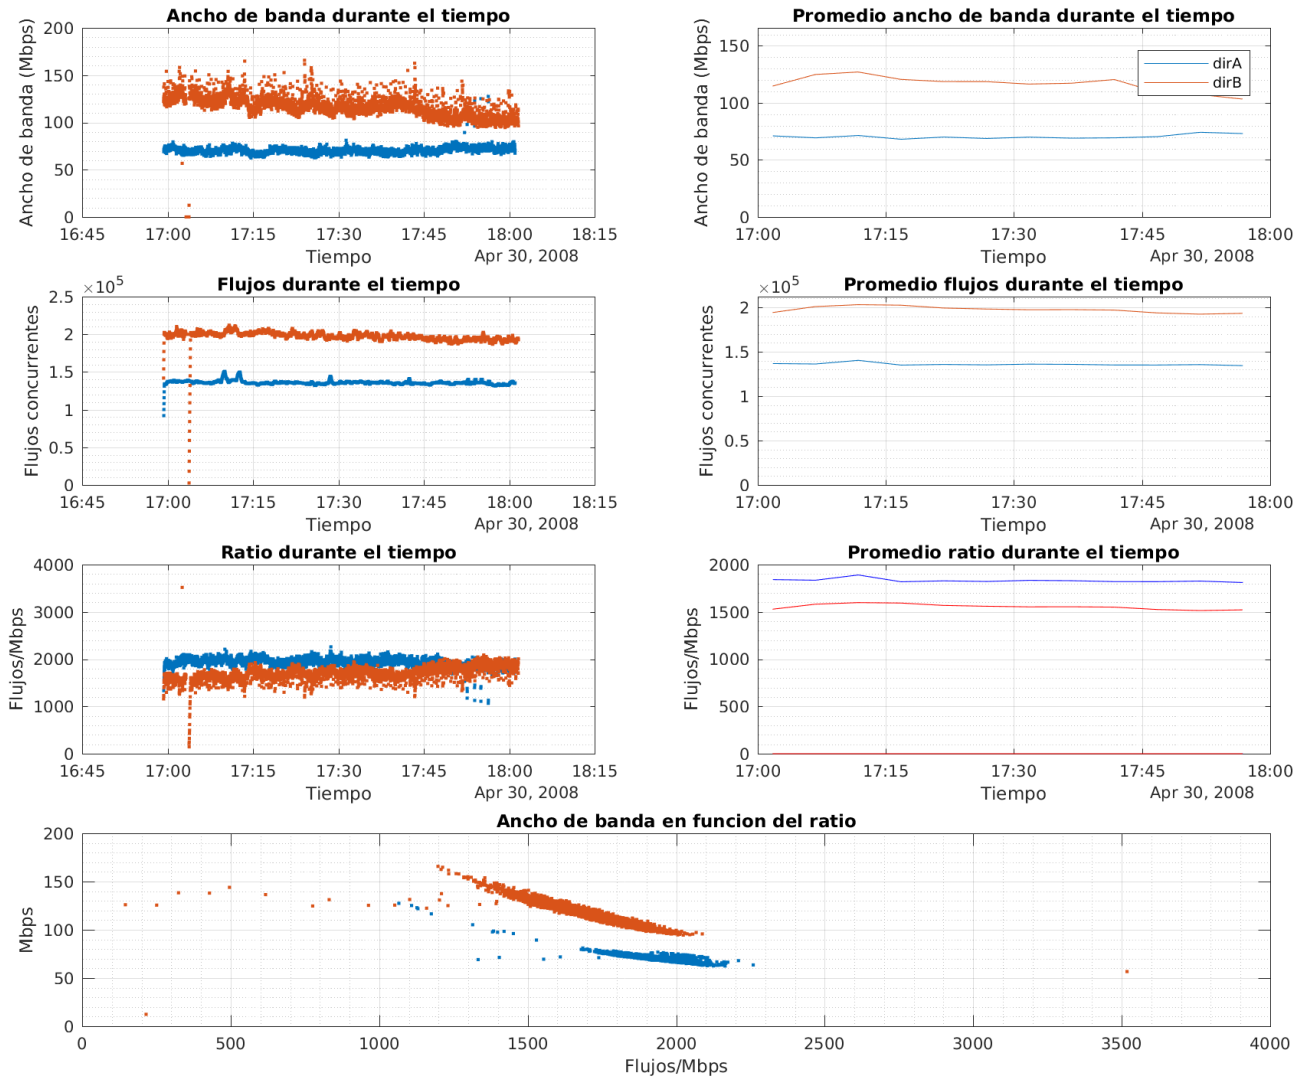 Ancho de banda durante el tiempo
Ancho de banda (Mbps)
200
150
100
50
0
16:45 17:00 17:15 17:30 17:45 18:00 18:15
Tiempo
Apr 30, 2008
Promedio ancho de banda durante el tiempo
Ancho de banda (Mbps)
150
100
50
0
dirA
dirB
17:00 17:15 17:30 17:45 18:00
Tiempo
Apr 30, 2008
Flujos durante el tiempo
×10^5
Flujos concurrentes
2.5
2
1.5
1
0.5
0
16:45 17:00 17:15 17:30 17:45 18:00 18:15
Tiempo
Apr 30, 2008
Promedio flujos durante el tiempo
×10^5
Flujos concurrentes
2
1.5
1
0.5
0
17:00 17:15 17:30 17:45 18:00
Tiempo
Apr 30, 2008
Ratio durante el tiempo
Flujos/Mbps
4000
3000
2000
1000
0
16:45 17:00 17:15 17:30 17:45 18:00 18:15
Tiempo
Apr 30, 2008
Promedio ratio durante el tiempo
Flujos/Mbps
2000
1500
1000
500
0
17:00 17:15 17:30 17:45 18:00
Tiempo
Apr 30, 2008
Ancho de banda en funcion del ratio
Mbps
200
150
100
50
0
0 500 1000 1500 2000 2500 3000 3500 4000
Flujos/Mbps